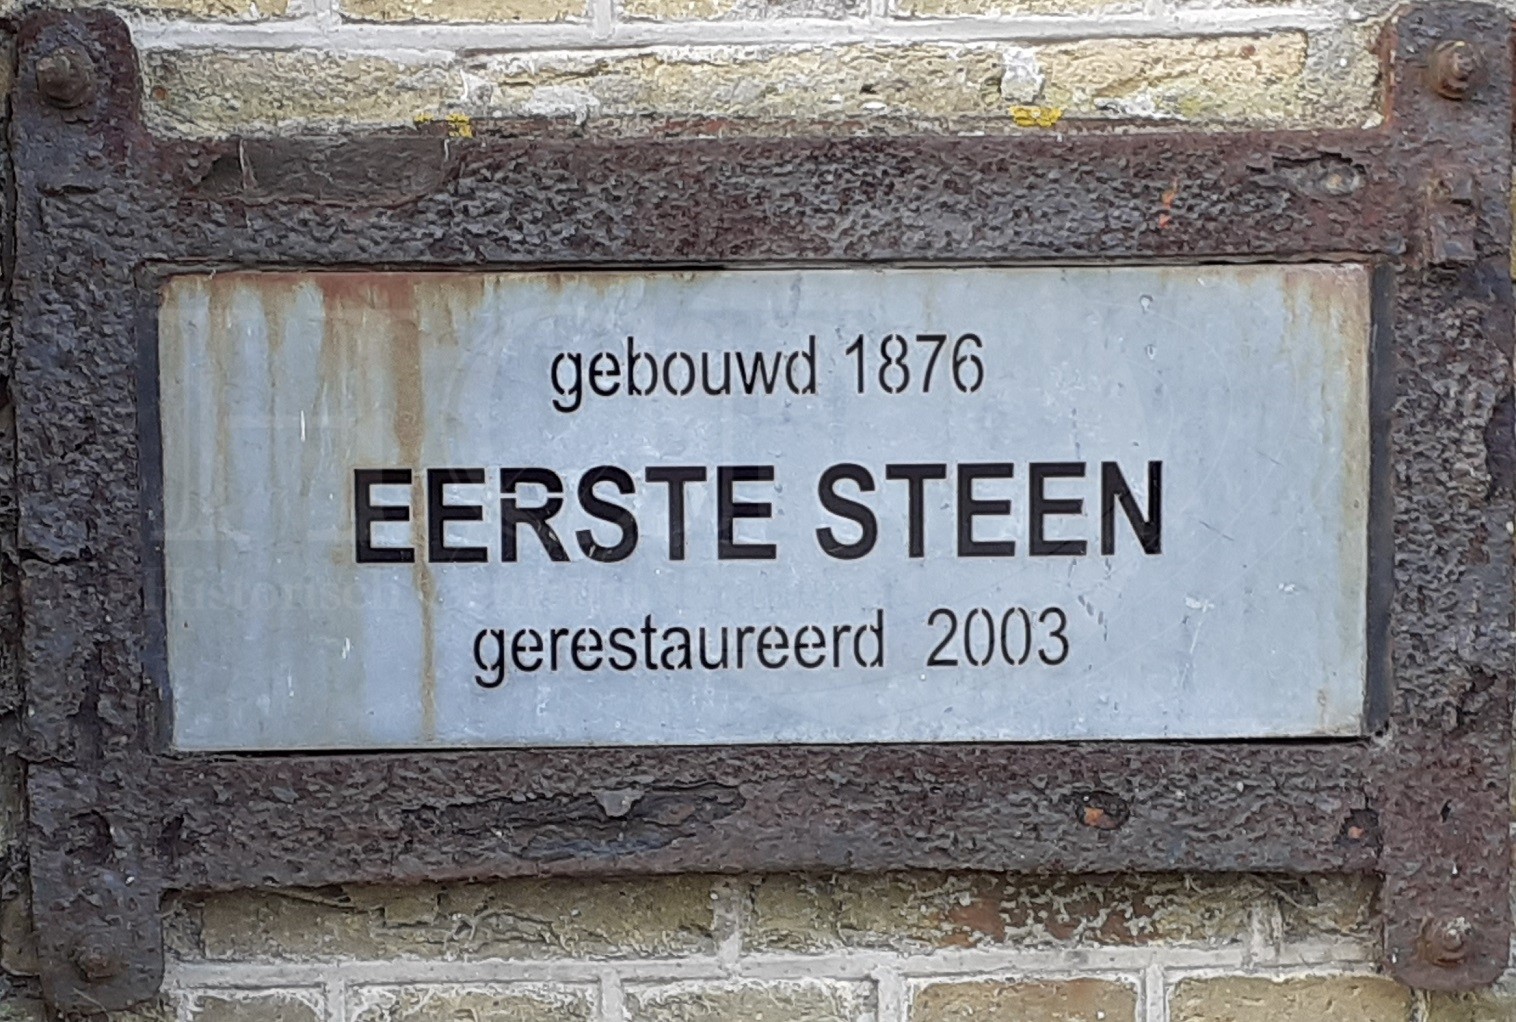 gebouwd 1876
EERSTE STEEN
gerestaureerd 2003